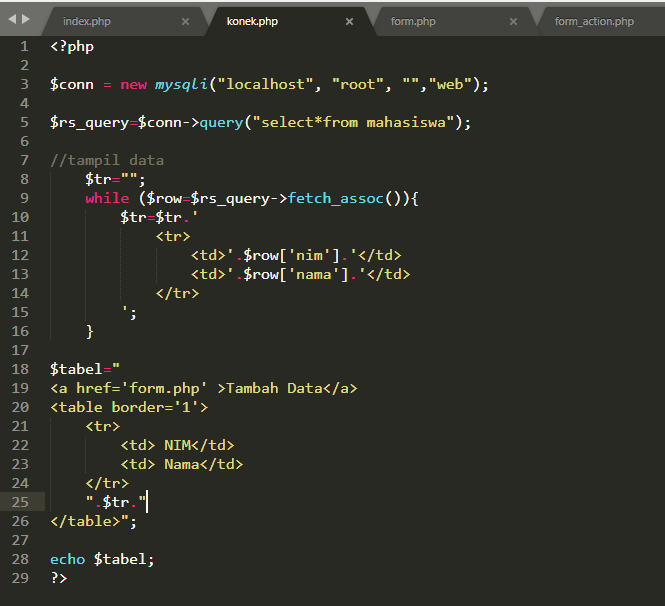 index.php × konek.php × form.php × form_action.php
1 <?php
2
3 $conn = new mysqli("localhost", "root", "","web");
4
5 $rs_query=$conn->query("select*from mahasiswa");
6
7 //tampil data
8     $tr="";
9     while ($row=$rs_query->fetch_assoc()){
10         $tr=$tr.'
11             <tr>
12                 <td>'.$row['nim'].'</td>
13                 <td>'.$row['nama'].'</td>
14             </tr>
15         ';
16     }
17
18 $tabel="
19 <a href='form.php' >Tambah Data</a>
20 <table border='1'>
21     <tr>
22         <td> NIM</td>
23         <td> Nama</td>
24     </tr>
25     ".$tr."
26 </table>";
27
28 echo $tabel;
29 ?>